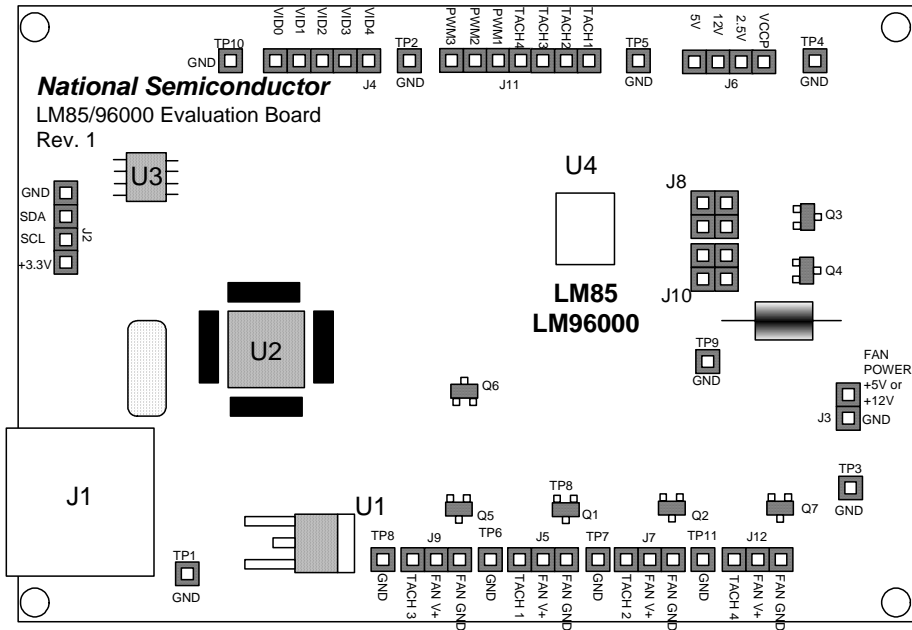 VID0 VID1 VID2 VID3 VID4
PWM3 PWM2 PWM1 TACH4 TACH3 TACH2 TACH1
5V 12V 2.5V VCCP
TP10 TP2 TP5 TP4
GND J4 GND J11 GND J6 GND
National Semiconductor
LM85/96000 Evaluation Board
Rev. 1
U3
U4
GND
SDA
SCL
+3.3V
J2
J8
Q3
Q4
J10
LM85
LM96000
U2
TP9
GND
FAN
POWER
+5V or
+12V
J3 GND
Q6
J1
U1
TP3
GND
TP8
Q5 Q1 Q2 Q7
TP1
GND
TP8 J9 TP6 J5 TP7 J7 TP11 J12
GND TACH 3 FAN V+ FAN GND GND TACH 1 FAN V+ FAN GND GND TACH 2 FAN V+ FAN GND GND TACH 4 FAN V+ FAN GND